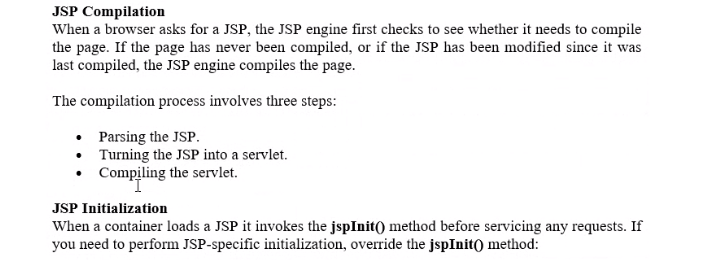 JSP Compilation
When a browser asks for a JSP, the JSP engine first checks to see whether it needs to compile
the page. If the page has never been compiled, or if the JSP has been modified since it was
last compiled, the JSP engine compiles the page.
The compilation process involves three steps:
• Parsing the JSP.
• Turning the JSP into a servlet.
• Compiling the servlet.
JSP Initialization
When a container loads a JSP it invokes the jspInit() method before servicing any requests. If
you need to perform JSP-specific initialization, override the jspInit() method: